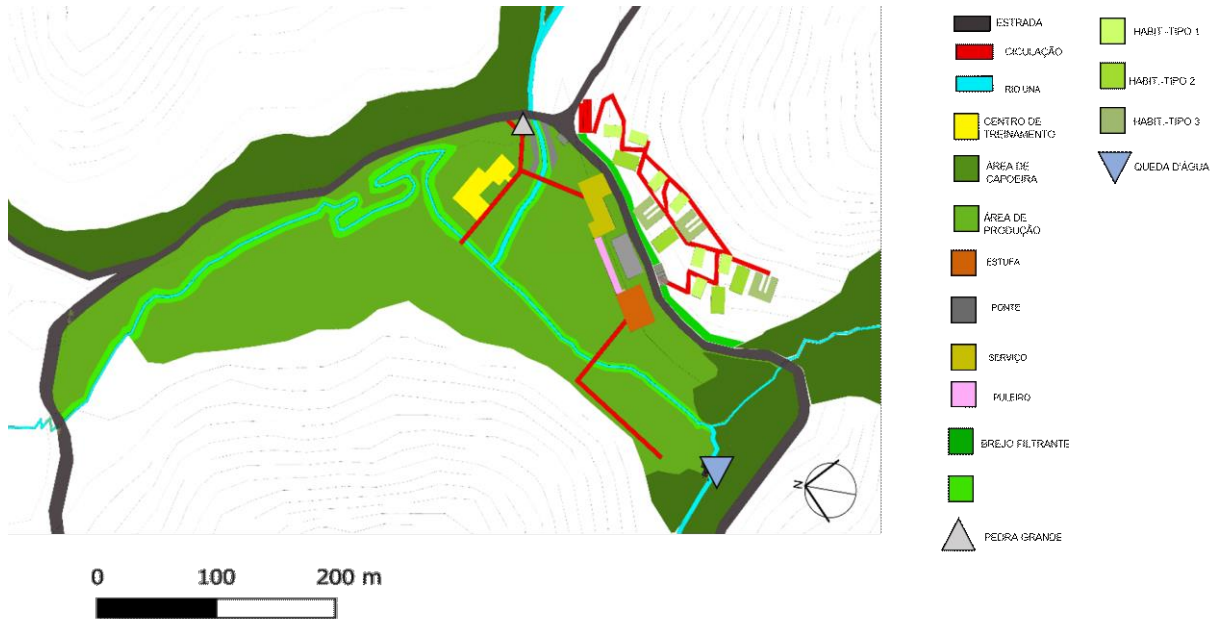 ESTRADA
CICULAÇÃO
RIO UNA
CENTRO DE
TREINAMENTO
ÁREA DE
CAPOEIRA
ÁREA DE
PRODUÇÃO
ESTUFA
PONTE
SERVIÇO
PULEIRO
BREJO FILTRANTE
PEDRA GRANDE
HABIT.-TIPO 1
HABIT.-TIPO 2
HABIT.-TIPO 3
QUEDA D'ÁGUA
N
0 100 200 m